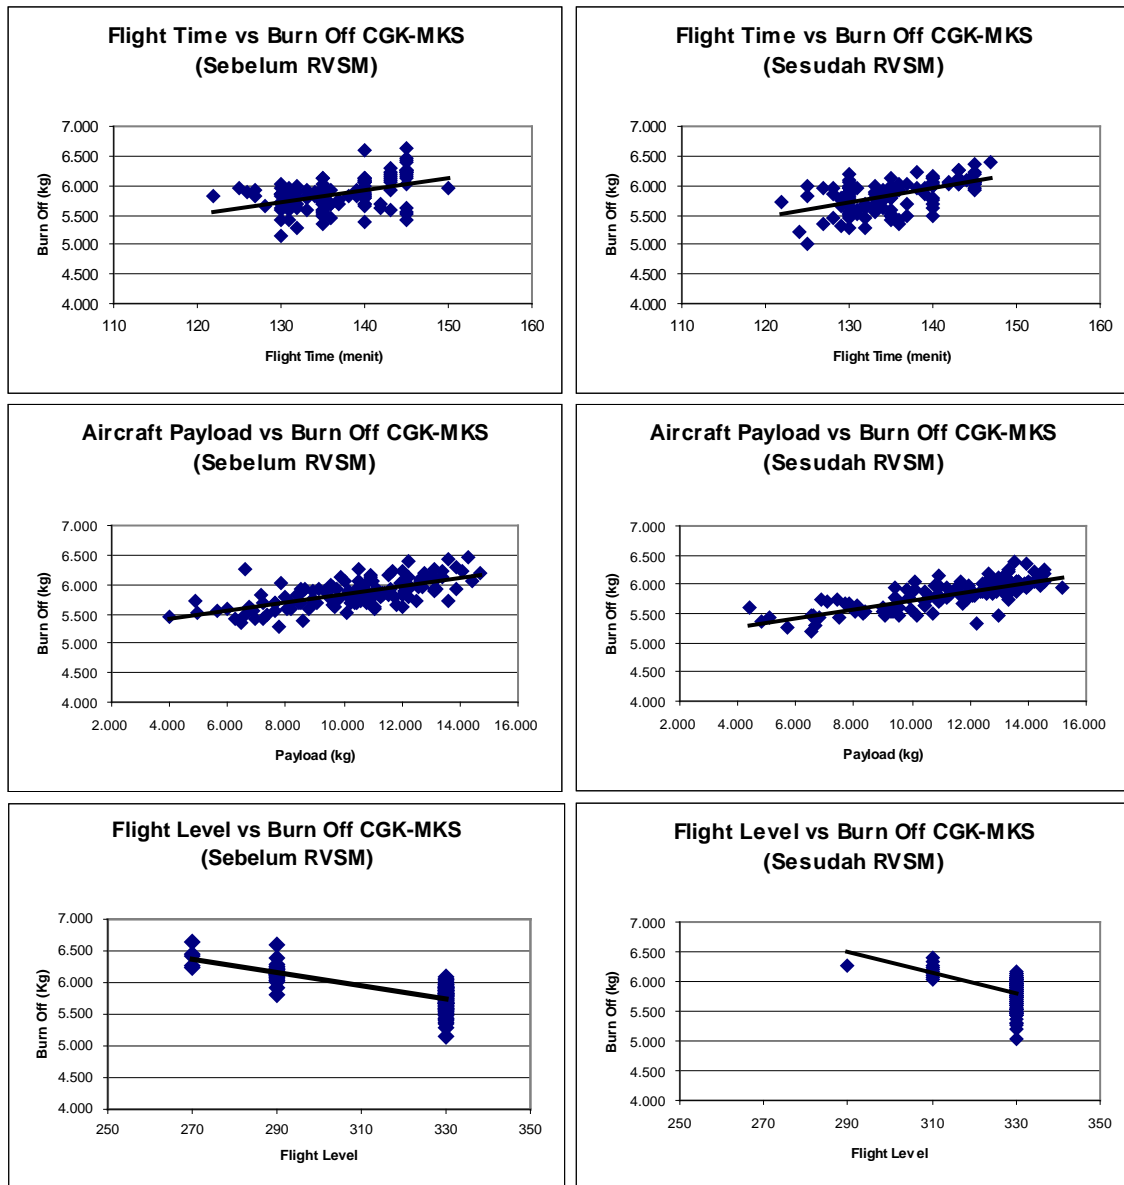 Flight Time vs Burn Off CGK-MKS
(Sebelum RVSM)
7.000
6.500
6.000
5.500
5.000
4.500
4.000
Burn Off (kg)
110 120 130 140 150 160
Flight Time (menit)
Flight Time vs Burn Off CGK-MKS
(Sesudah RVSM)
7.000
6.500
6.000
5.500
5.000
4.500
4.000
Burn Off (kg)
110 120 130 140 150 160
Flight Time (menit)
Aircraft Payload vs Burn Off CGK-MKS
(Sebelum RVSM)
7.000
6.500
6.000
5.500
5.000
4.500
4.000
Burn Off (kg)
2.000 4.000 6.000 8.000 10.000 12.000 14.000 16.000
Payload (kg)
Aircraft Payload vs Burn Off CGK-MKS
(Sesudah RVSM)
7.000
6.500
6.000
5.500
5.000
4.500
4.000
Burn Off (kg)
2.000 4.000 6.000 8.000 10.000 12.000 14.000 16.000
Payload (kg)
Flight Level vs Burn Off CGK-MKS
(Sebelum RVSM)
7.000
6.500
6.000
5.500
5.000
4.500
4.000
Burn Off (Kg)
250 270 290 310 330 350
Flight Level
Flight Level vs Burn Off CGK-MKS
(Sesudah RVSM)
7.000
6.500
6.000
5.500
5.000
4.500
4.000
Burn Off (kg)
250 270 290 310 330 350
Flight Level